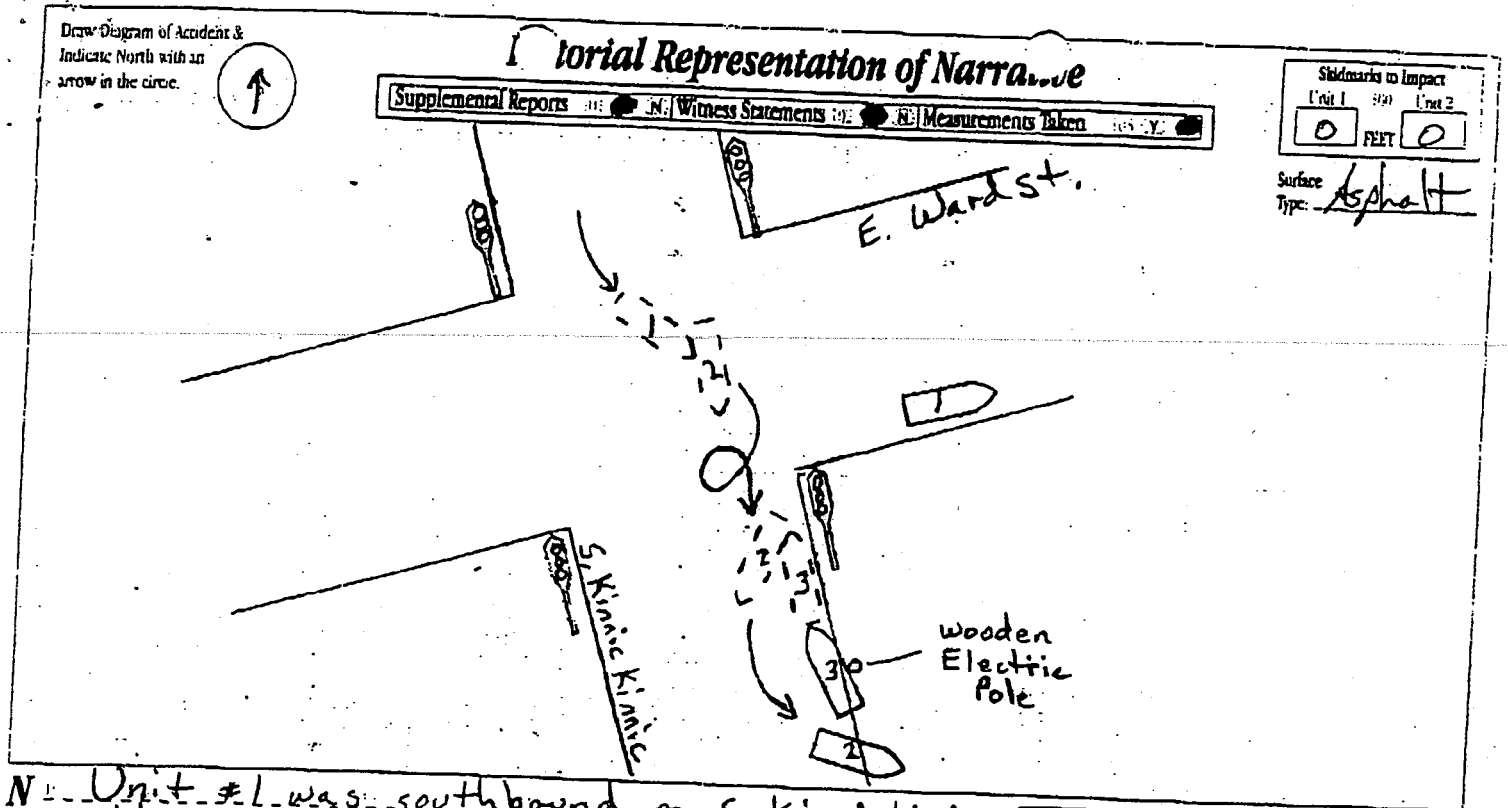 Draw Diagram of Accident &
Indicate North with an
arrow in the circle.
torial Representation of
Supplemental Reports N Witness Statements N Measurements Taken Y
Skidmarks to Impact
Unit 1 Unit 2
0 FEET 0
Surface
Type: Asphalt
E. Ward St.
1
2
1
2
3
S. Kinnic Kinnic
3
wooden
Electric
Pole
2
N Unit #1 was southbound